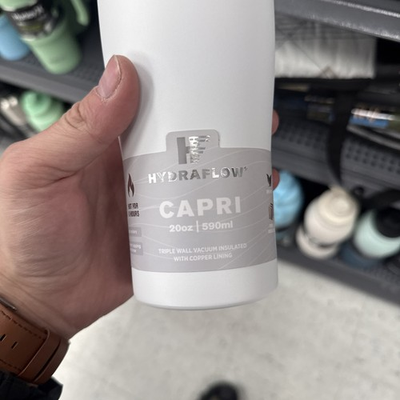 HYDRAFLOW
CAPRI
20oz | 590ml
TRIPLE WALL VACUUM INSULATED
WITH COPPER LINING